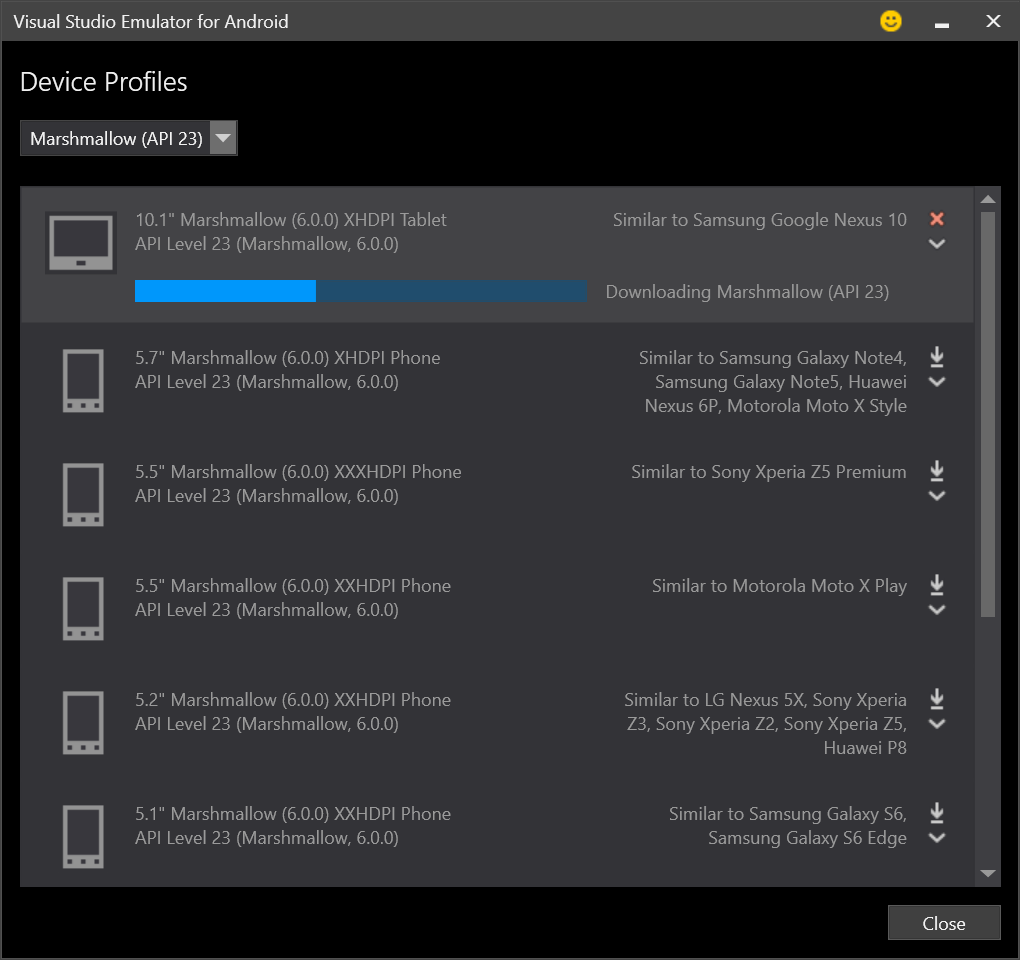 Visual Studio Emulator for Android
Device Profiles
Marshmallow (API 23)
10.1" Marshmallow (6.0.0) XHDPI Tablet
API Level 23 (Marshmallow, 6.0.0)
Similar to Samsung Google Nexus 10
Downloading Marshmallow (API 23)
5.7" Marshmallow (6.0.0) XHDPI Phone
API Level 23 (Marshmallow, 6.0.0)
Similar to Samsung Galaxy Note4,
Samsung Galaxy Note5, Huawei
Nexus 6P, Motorola Moto X Style
5.5" Marshmallow (6.0.0) XXXHDPI Phone
API Level 23 (Marshmallow, 6.0.0)
Similar to Sony Xperia Z5 Premium
5.5" Marshmallow (6.0.0) XXHDPI Phone
API Level 23 (Marshmallow, 6.0.0)
Similar to Motorola Moto X Play
5.2" Marshmallow (6.0.0) XXHDPI Phone
API Level 23 (Marshmallow, 6.0.0)
Similar to LG Nexus 5X, Sony Xperia
Z3, Sony Xperia Z2, Sony Xperia Z5,
Huawei P8
5.1" Marshmallow (6.0.0) XXHDPI Phone
API Level 23 (Marshmallow, 6.0.0)
Similar to Samsung Galaxy S6,
Samsung Galaxy S6 Edge
Close